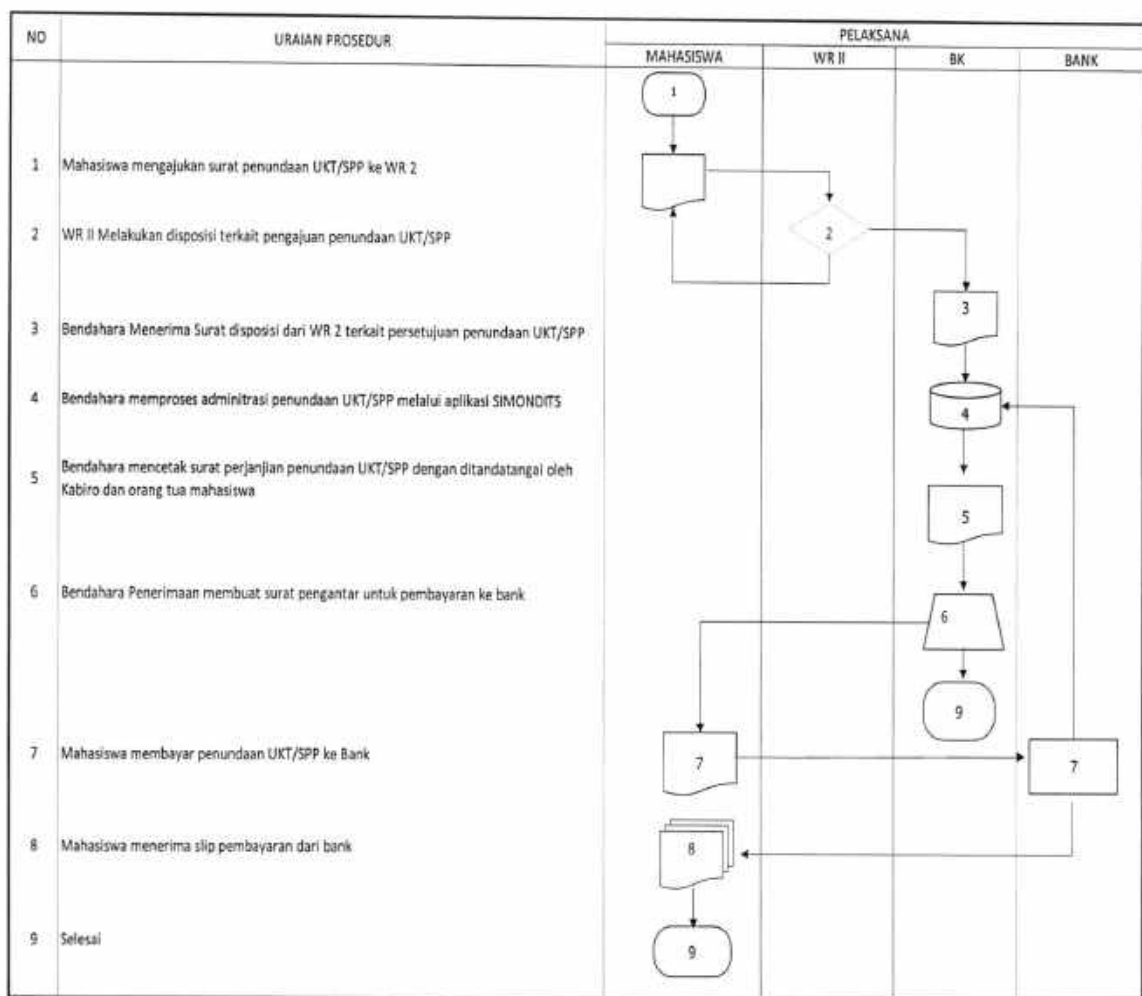 NO URAIAN PROSEDUR PELAKSANA
MAHASISWA WR II BK BANK
1
1 Mahasiswa mengajukan surat penundaan UKT/SPP ke WR 2
2 WR II Melakukan disposisi terkait pengajuan penundaan UKT/SPP
2
3 Bendahara Menerima Surat disposisi dari WR 2 terkait persetujuan penundaan UKT/SPP
3
4 Bendahara memproses adminitrasi penundaan UKT/SPP melalui aplikasi SIMONDITS
4
5 Bendahara mencetak surat perjanjian penundaan UKT/SPP dengan ditandatangai oleh
Kabiro dan orang tua mahasiswa
5
6 Bendahara Penerimaan membuat surat pengantar untuk pembayaran ke bank
6
9
7 Mahasiswa membayar penundaan UKT/SPP ke Bank
7 7
8 Mahasiswa menerima slip pembayaran dari bank
8
9 Selesai
9